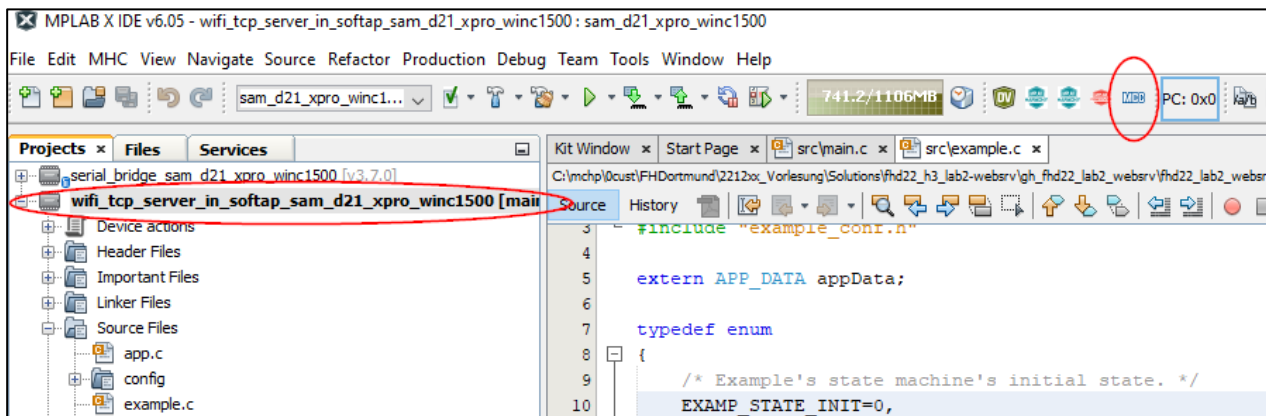 MPLAB X IDE v6.05 - wifi_tcp_server_in_softap_sam_d21_xpro_winc1500 : sam_d21_xpro_winc1500
File Edit MHC View Navigate Source Refactor Production Debug Team Tools Window Help
sam_d21_xpro_winc1... 741.2/1106MB DV MCC PC: 0x0
Projects × Files Services
Kit Window × Start Page × src\main.c × src\example.c ×
serial_bridge_sam_d21_xpro_winc1500 [v3.7.0]
C:\mchp\0cust\FHDortmund\2212xx_Vorlesung\Solutions\fhd22_h3_lab2-websrv\gh_fhd22_lab2_websrv\fhd22_lab2_websr
wifi_tcp_server_in_softap_sam_d21_xpro_winc1500 [main
Source History
Device actions
Header Files
Important Files
Linker Files
Source Files
app.c
config
example.c
3 #include "example_conf.h"
4
5 extern APP_DATA appData;
6
7 typedef enum
8 {
9 /* Example's state machine's initial state. */
10 EXAMP_STATE_INIT=0,